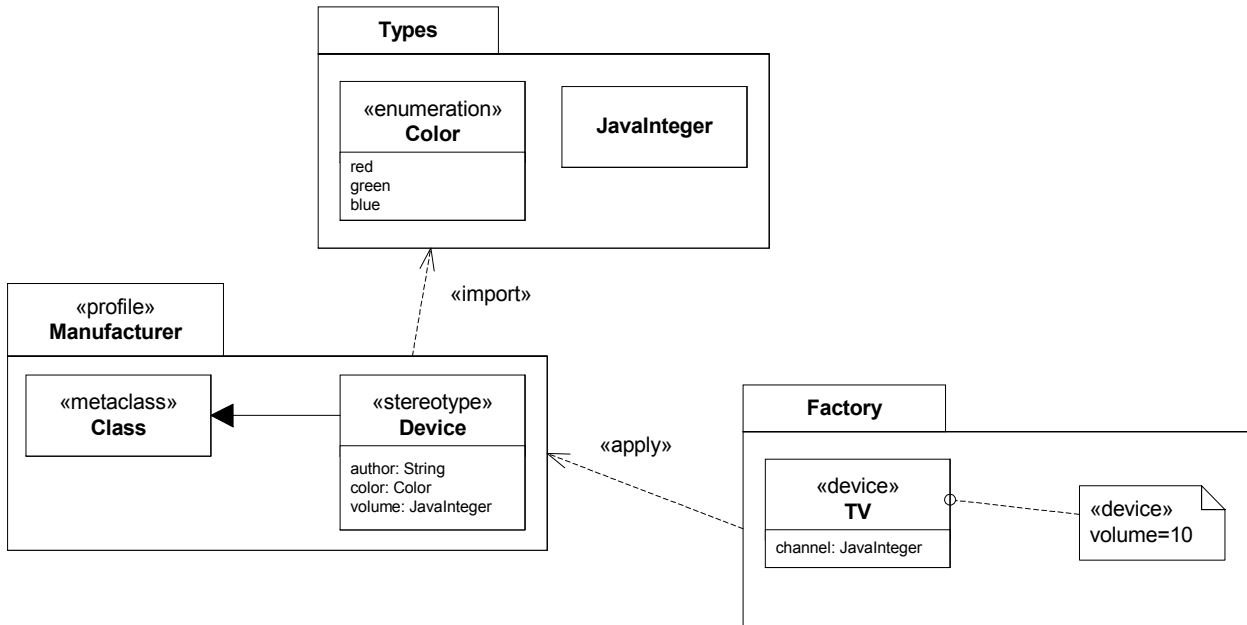 Types
«enumeration»
Color
red
green
blue
JavaInteger
«import»
«profile»
Manufacturer
«metaclass»
Class
«stereotype»
Device
author: String
color: Color
volume: JavaInteger
«apply»
Factory
«device»
TV
channel: JavaInteger
«device»
volume=10